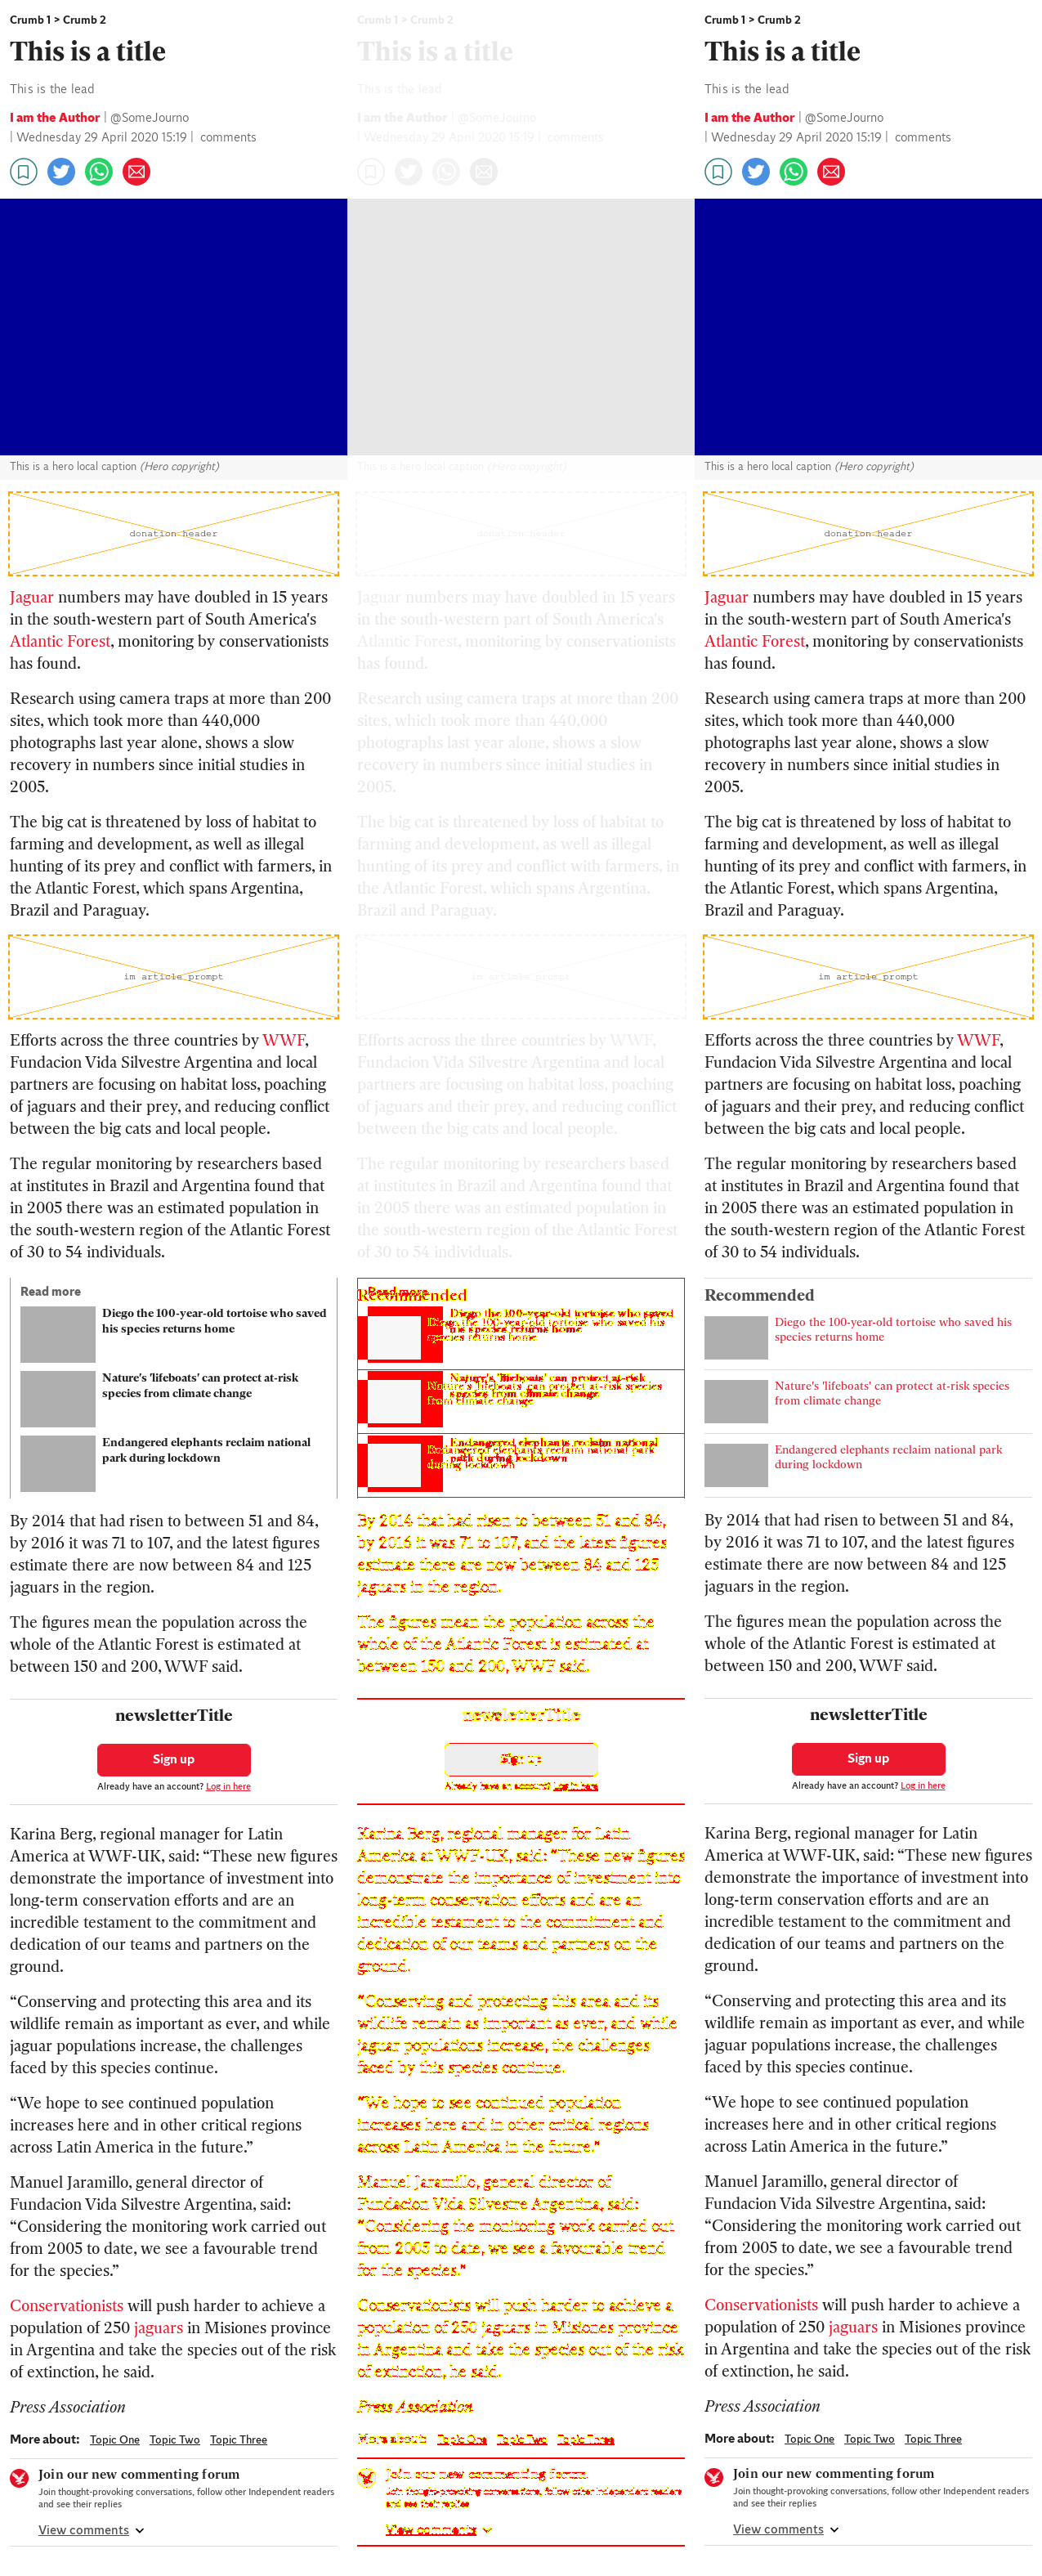 Crumb 1 > Crumb 2
This is a title
This is the lead
I am the Author | @SomeJourno
| Wednesday 29 April 2020 15:19 | comments
This is a hero local caption (Hero copyright)
donation header
Jaguar numbers may have doubled in 15 years
in the south-western part of South America's
Atlantic Forest, monitoring by conservationists
has found.
Research using camera traps at more than 200
sites, which took more than 440,000
photographs last year alone, shows a slow
recovery in numbers since initial studies in
2005.
The big cat is threatened by loss of habitat to
farming and development, as well as illegal
hunting of its prey and conflict with farmers, in
the Atlantic Forest, which spans Argentina,
Brazil and Paraguay.
im article prompt
Efforts across the three countries by WWF,
Fundacion Vida Silvestre Argentina and local
partners are focusing on habitat loss, poaching
of jaguars and their prey, and reducing conflict
between the big cats and local people.
The regular monitoring by researchers based
at institutes in Brazil and Argentina found that
in 2005 there was an estimated population in
the south-western region of the Atlantic Forest
of 30 to 54 individuals.
Read more
Diego the 100-year-old tortoise who saved
his species returns home
Nature's 'lifeboats' can protect at-risk
species from climate change
Endangered elephants reclaim national
park during lockdown
By 2014 that had risen to between 51 and 84,
by 2016 it was 71 to 107, and the latest figures
estimate there are now between 84 and 125
jaguars in the region.
The figures mean the population across the
whole of the Atlantic Forest is estimated at
between 150 and 200, WWF said.
newsletterTitle
Sign up
Already have an account? Log in here
Karina Berg, regional manager for Latin
America at WWF-UK, said: “These new figures
demonstrate the importance of investment into
long-term conservation efforts and are an
incredible testament to the commitment and
dedication of our teams and partners on the
ground.
“Conserving and protecting this area and its
wildlife remain as important as ever, and while
jaguar populations increase, the challenges
faced by this species continue.
“We hope to see continued population
increases here and in other critical regions
across Latin America in the future.”
Manuel Jaramillo, general director of
Fundacion Vida Silvestre Argentina, said:
“Considering the monitoring work carried out
from 2005 to date, we see a favourable trend
for the species.”
Conservationists will push harder to achieve a
population of 250 jaguars in Misiones province
in Argentina and take the species out of the risk
of extinction, he said.
Press Association
More about: Topic One Topic Two Topic Three
Join our new commenting forum
Join thought-provoking conversations, follow other Independent readers
and see their replies
View comments
Crumb 1 > Crumb 2
This is a title
This is the lead
I am the Author | @SomeJourno
| Wednesday 29 April 2020 15:19 | comments
This is a hero local caption (Hero copyright)
donation header
Jaguar numbers may have doubled in 15 years
in the south-western part of South America's
Atlantic Forest, monitoring by conservationists
has found.
Research using camera traps at more than 200
sites, which took more than 440,000
photographs last year alone, shows a slow
recovery in numbers since initial studies in
2005.
The big cat is threatened by loss of habitat to
farming and development, as well as illegal
hunting of its prey and conflict with farmers, in
the Atlantic Forest, which spans Argentina,
Brazil and Paraguay.
im article prompt
Efforts across the three countries by WWF,
Fundacion Vida Silvestre Argentina and local
partners are focusing on habitat loss, poaching
of jaguars and their prey, and reducing conflict
between the big cats and local people.
The regular monitoring by researchers based
at institutes in Brazil and Argentina found that
in 2005 there was an estimated population in
the south-western region of the Atlantic Forest
of 30 to 54 individuals.
Recommended
By 2014 that had risen to between 51 and 84,
by 2016 it was 71 to 107, and the latest figures
estimate there are now between 84 and 125
jaguars in the region.
The figures mean the population across the
whole of the Atlantic Forest is estimated at
between 150 and 200, WWF said.
newsletterTitle
Sign up
Already have an account? Log in here
Karina Berg, regional manager for Latin
America at WWF-UK, said: “These new figures
demonstrate the importance of investment into
long-term conservation efforts and are an
incredible testament to the commitment and
dedication of our teams and partners on the
ground.
“Conserving and protecting this area and its
wildlife remain as important as ever, and while
jaguar populations increase, the challenges
faced by this species continue.
“We hope to see continued population
increases here and in other critical regions
across Latin America in the future.”
Manuel Jaramillo, general director of
Fundacion Vida Silvestre Argentina, said:
“Considering the monitoring work carried out
from 2005 to date, we see a favourable trend
for the species.”
Conservationists will push harder to achieve a
population of 250 jaguars in Misiones province
in Argentina and take the species out of the risk
of extinction, he said.
Press Association
More about: Topic One Topic Two Topic Three
Join our new commenting forum
Join thought-provoking conversations, follow other Independent readers
and see their replies
View comments
Crumb 1 > Crumb 2
This is a title
This is the lead
I am the Author | @SomeJourno
| Wednesday 29 April 2020 15:19 | comments
This is a hero local caption (Hero copyright)
donation header
Jaguar numbers may have doubled in 15 years
in the south-western part of South America's
Atlantic Forest, monitoring by conservationists
has found.
Research using camera traps at more than 200
sites, which took more than 440,000
photographs last year alone, shows a slow
recovery in numbers since initial studies in
2005.
The big cat is threatened by loss of habitat to
farming and development, as well as illegal
hunting of its prey and conflict with farmers, in
the Atlantic Forest, which spans Argentina,
Brazil and Paraguay.
im article prompt
Efforts across the three countries by WWF,
Fundacion Vida Silvestre Argentina and local
partners are focusing on habitat loss, poaching
of jaguars and their prey, and reducing conflict
between the big cats and local people.
The regular monitoring by researchers based
at institutes in Brazil and Argentina found that
in 2005 there was an estimated population in
the south-western region of the Atlantic Forest
of 30 to 54 individuals.
Recommended
Diego the 100-year-old tortoise who saved his
species returns home
Nature's 'lifeboats' can protect at-risk species
from climate change
Endangered elephants reclaim national park
during lockdown
By 2014 that had risen to between 51 and 84,
by 2016 it was 71 to 107, and the latest figures
estimate there are now between 84 and 125
jaguars in the region.
The figures mean the population across the
whole of the Atlantic Forest is estimated at
between 150 and 200, WWF said.
newsletterTitle
Sign up
Already have an account? Log in here
Karina Berg, regional manager for Latin
America at WWF-UK, said: “These new figures
demonstrate the importance of investment into
long-term conservation efforts and are an
incredible testament to the commitment and
dedication of our teams and partners on the
ground.
“Conserving and protecting this area and its
wildlife remain as important as ever, and while
jaguar populations increase, the challenges
faced by this species continue.
“We hope to see continued population
increases here and in other critical regions
across Latin America in the future.”
Manuel Jaramillo, general director of
Fundacion Vida Silvestre Argentina, said:
“Considering the monitoring work carried out
from 2005 to date, we see a favourable trend
for the species.”
Conservationists will push harder to achieve a
population of 250 jaguars in Misiones province
in Argentina and take the species out of the risk
of extinction, he said.
Press Association
More about: Topic One Topic Two Topic Three
Join our new commenting forum
Join thought-provoking conversations, follow other Independent readers
and see their replies
View comments